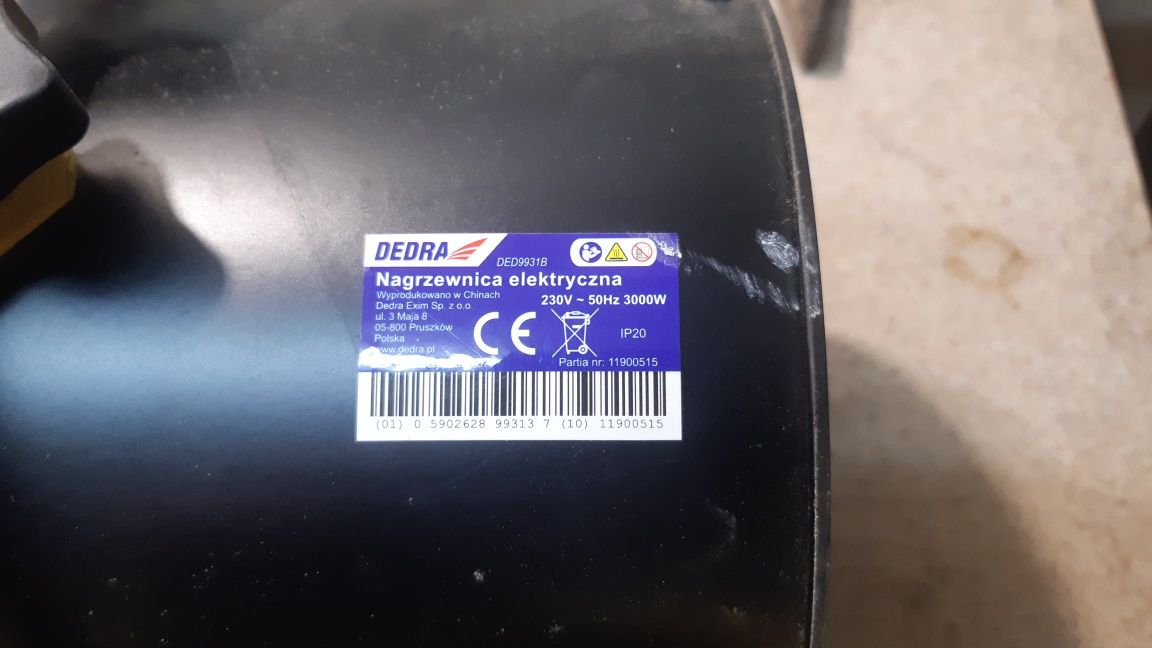 DEDRA
DED9931B
Nagrzewnica elektryczna
Wyprodukowano w Chinach
230V ~ 50Hz 3000W
Dedra Exim Sp. z o.o.
ul. 3 Maja 8
05-800 Pruszków
Polska
www.dedra.pl
CE
IP20
Partia nr: 11900515
(01) 0 5902628 99313 7 (10) 11900515